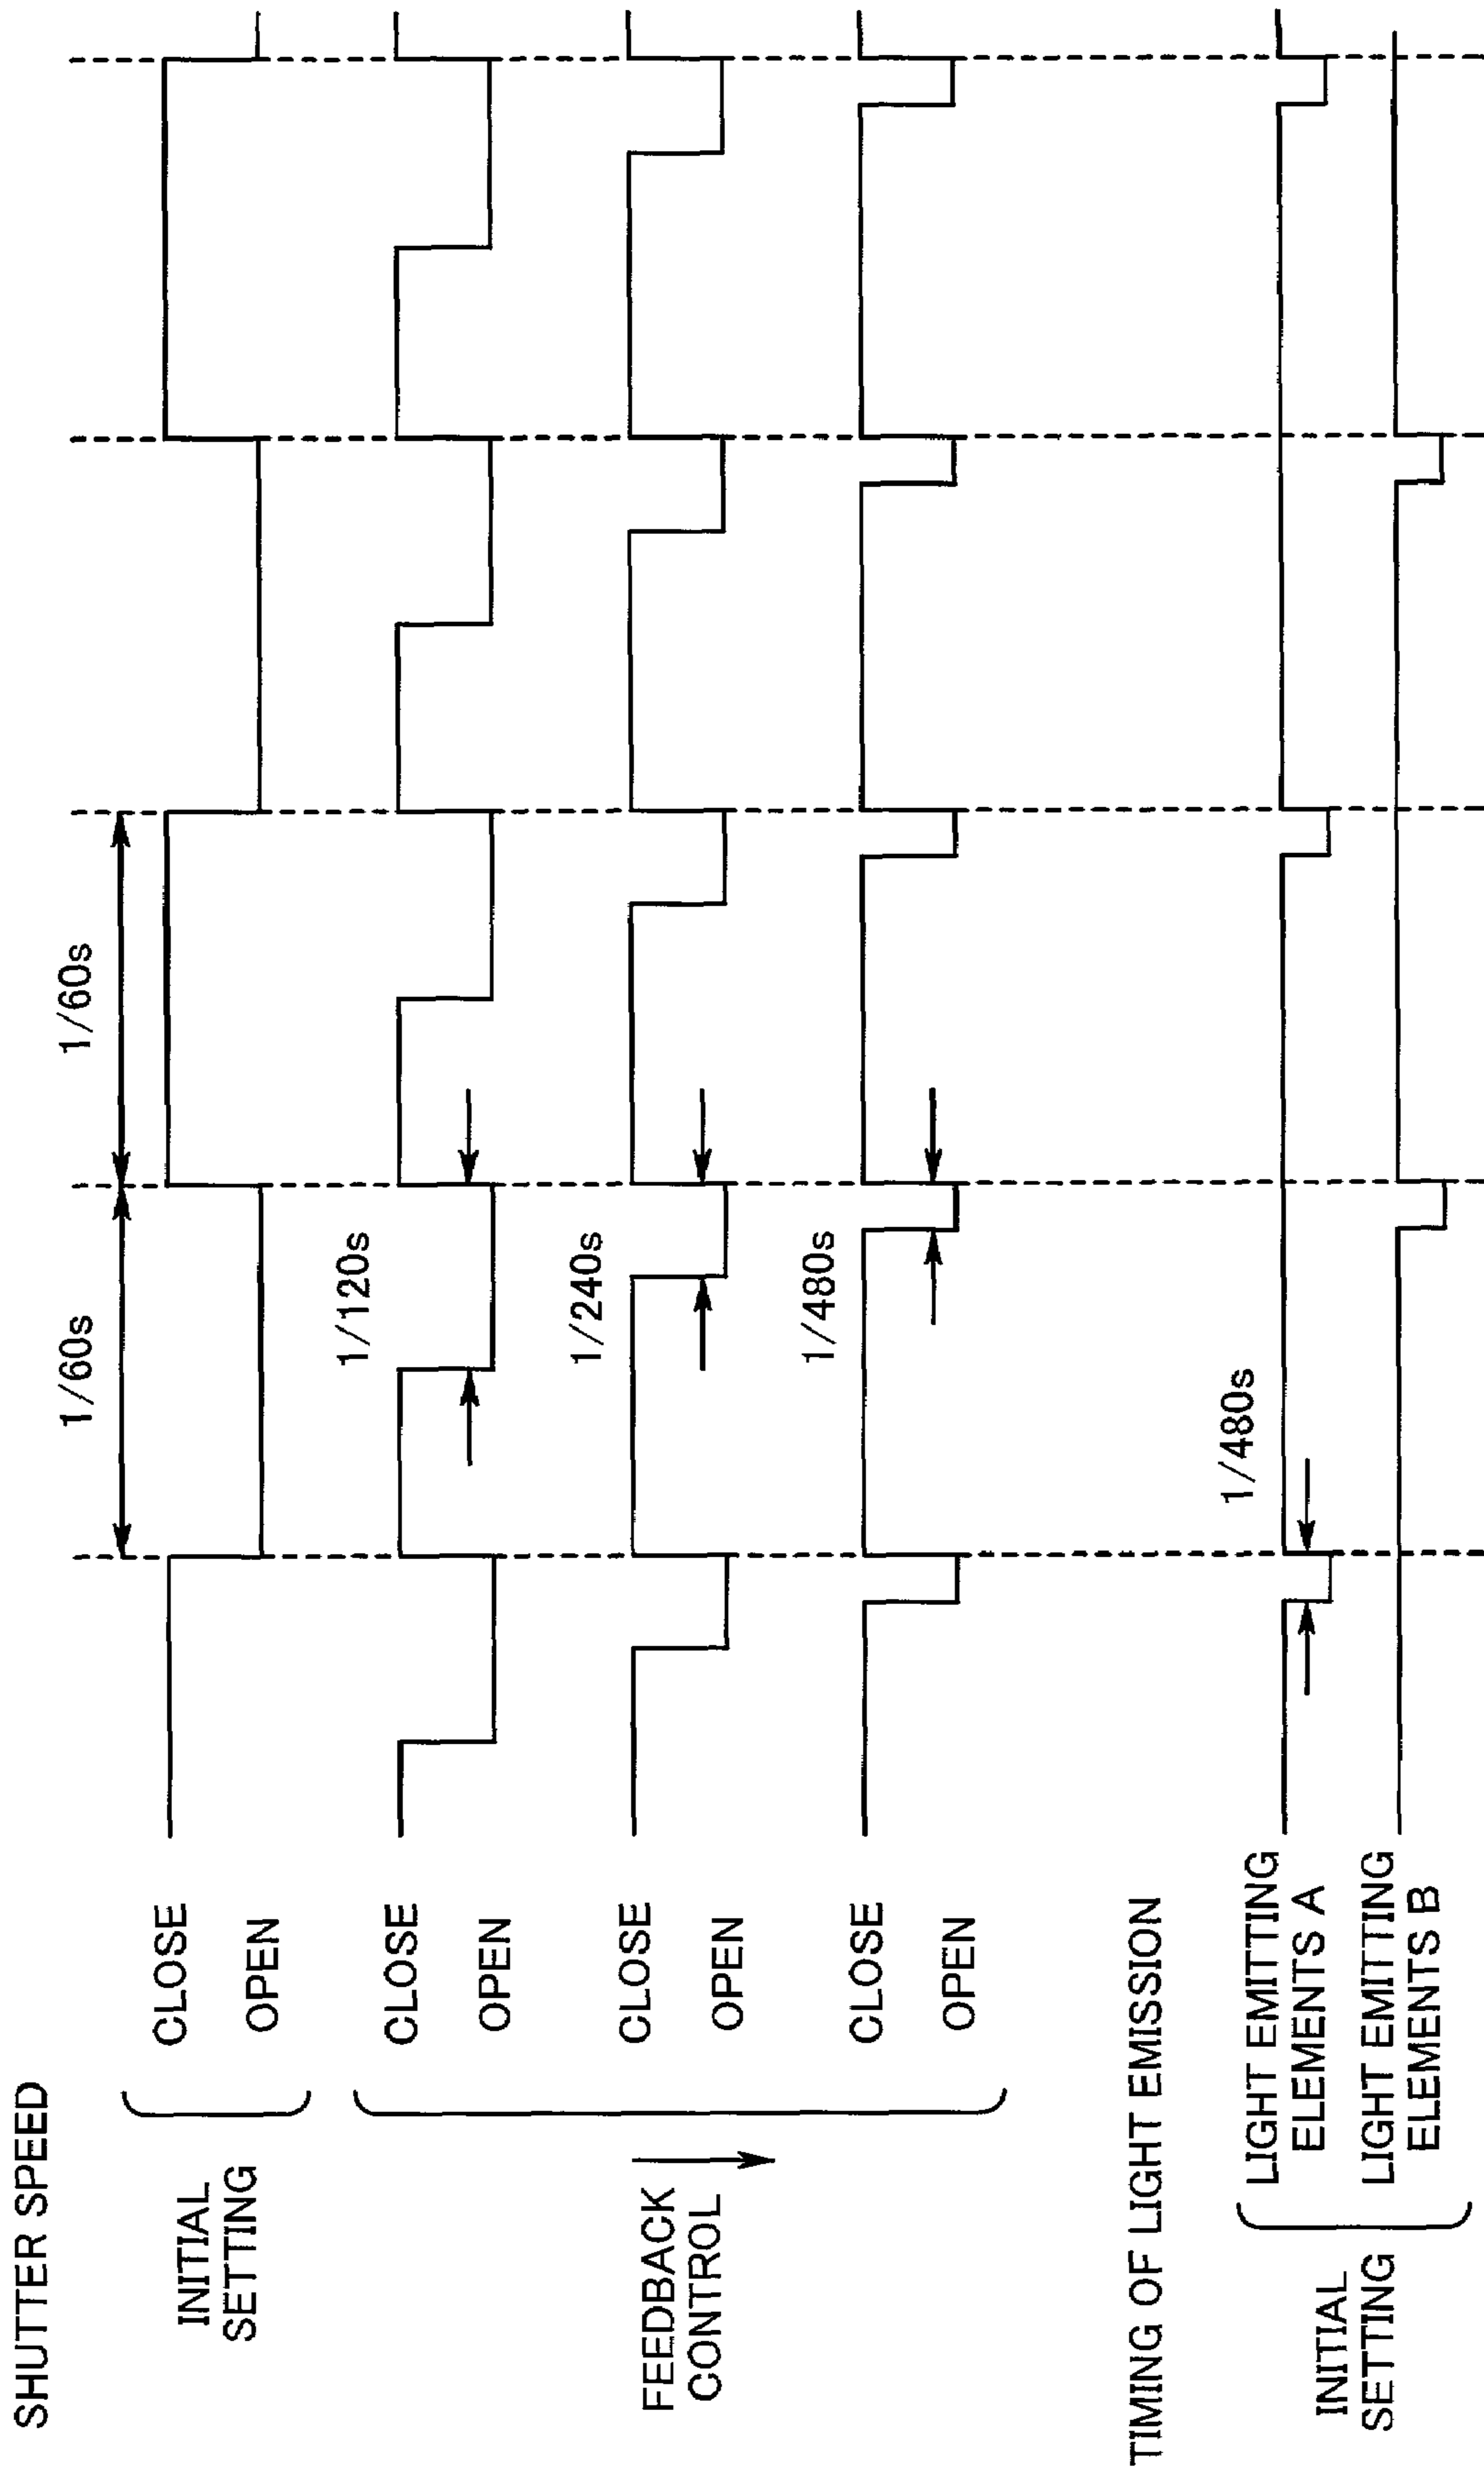 SHUTTER SPEED
1/60s
1/60s
INITIAL
SETTING
CLOSE
OPEN
1/120s
CLOSE
OPEN
FEEDBACK
CONTROL
1/240s
CLOSE
OPEN
1/480s
CLOSE
OPEN
TIMING OF LIGHT EMISSION
1/480s
INITIAL
SETTING
LIGHT EMITTING
ELEMENTS A
LIGHT EMITTING
ELEMENTS B